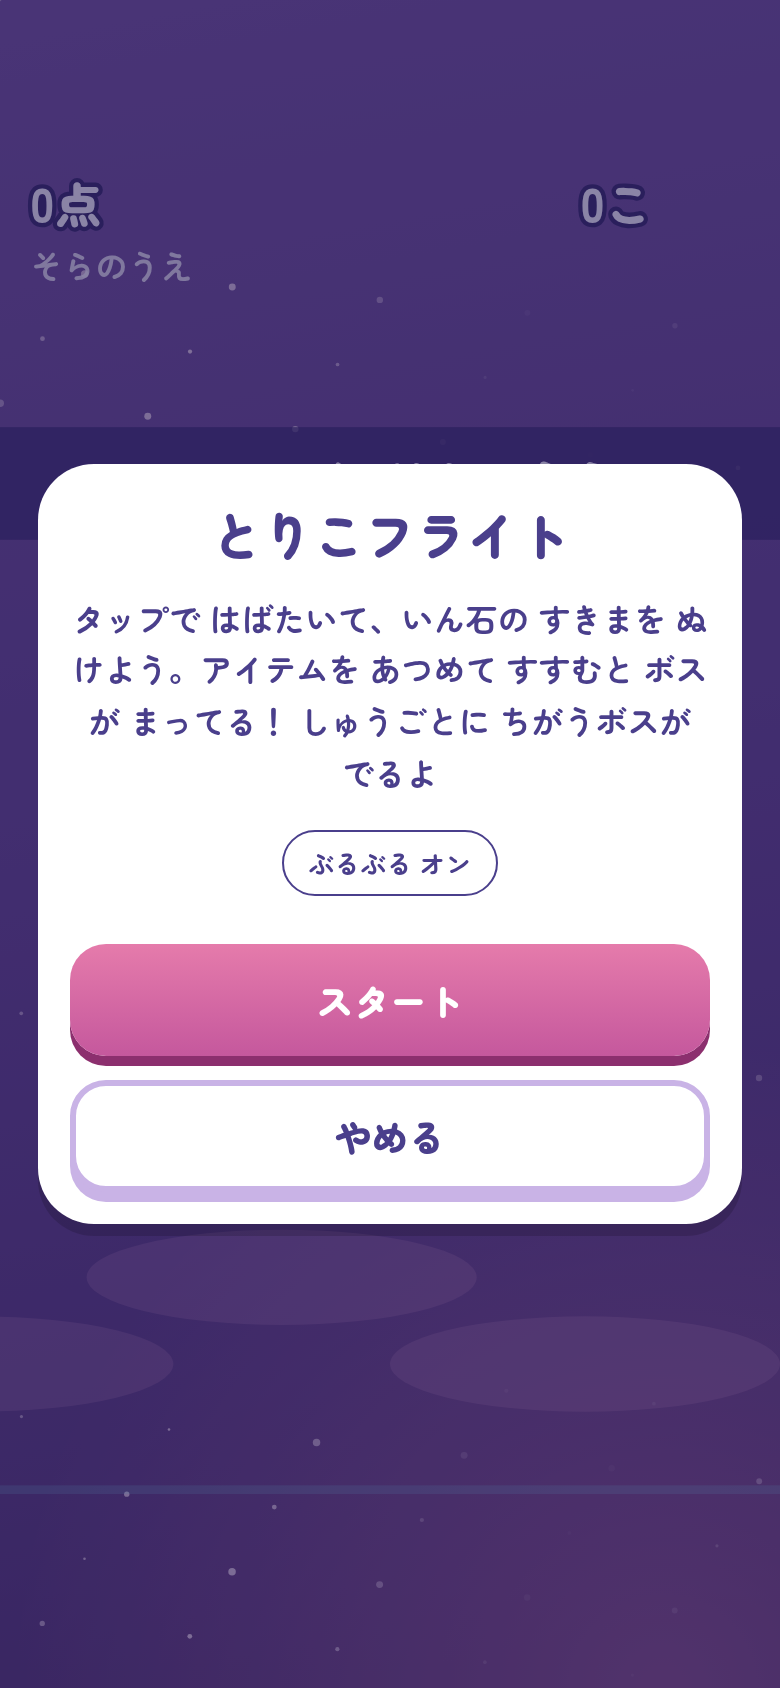 0点
0こ
そらのうえ
とりこフライト
タップで はばたいて、いん石の すきまを ぬ
けよう。アイテムを あつめて すすむと ボス
が まってる！ しゅうごとに ちがうボスが
でるよ
ぶるぶる オン
スタート
やめる